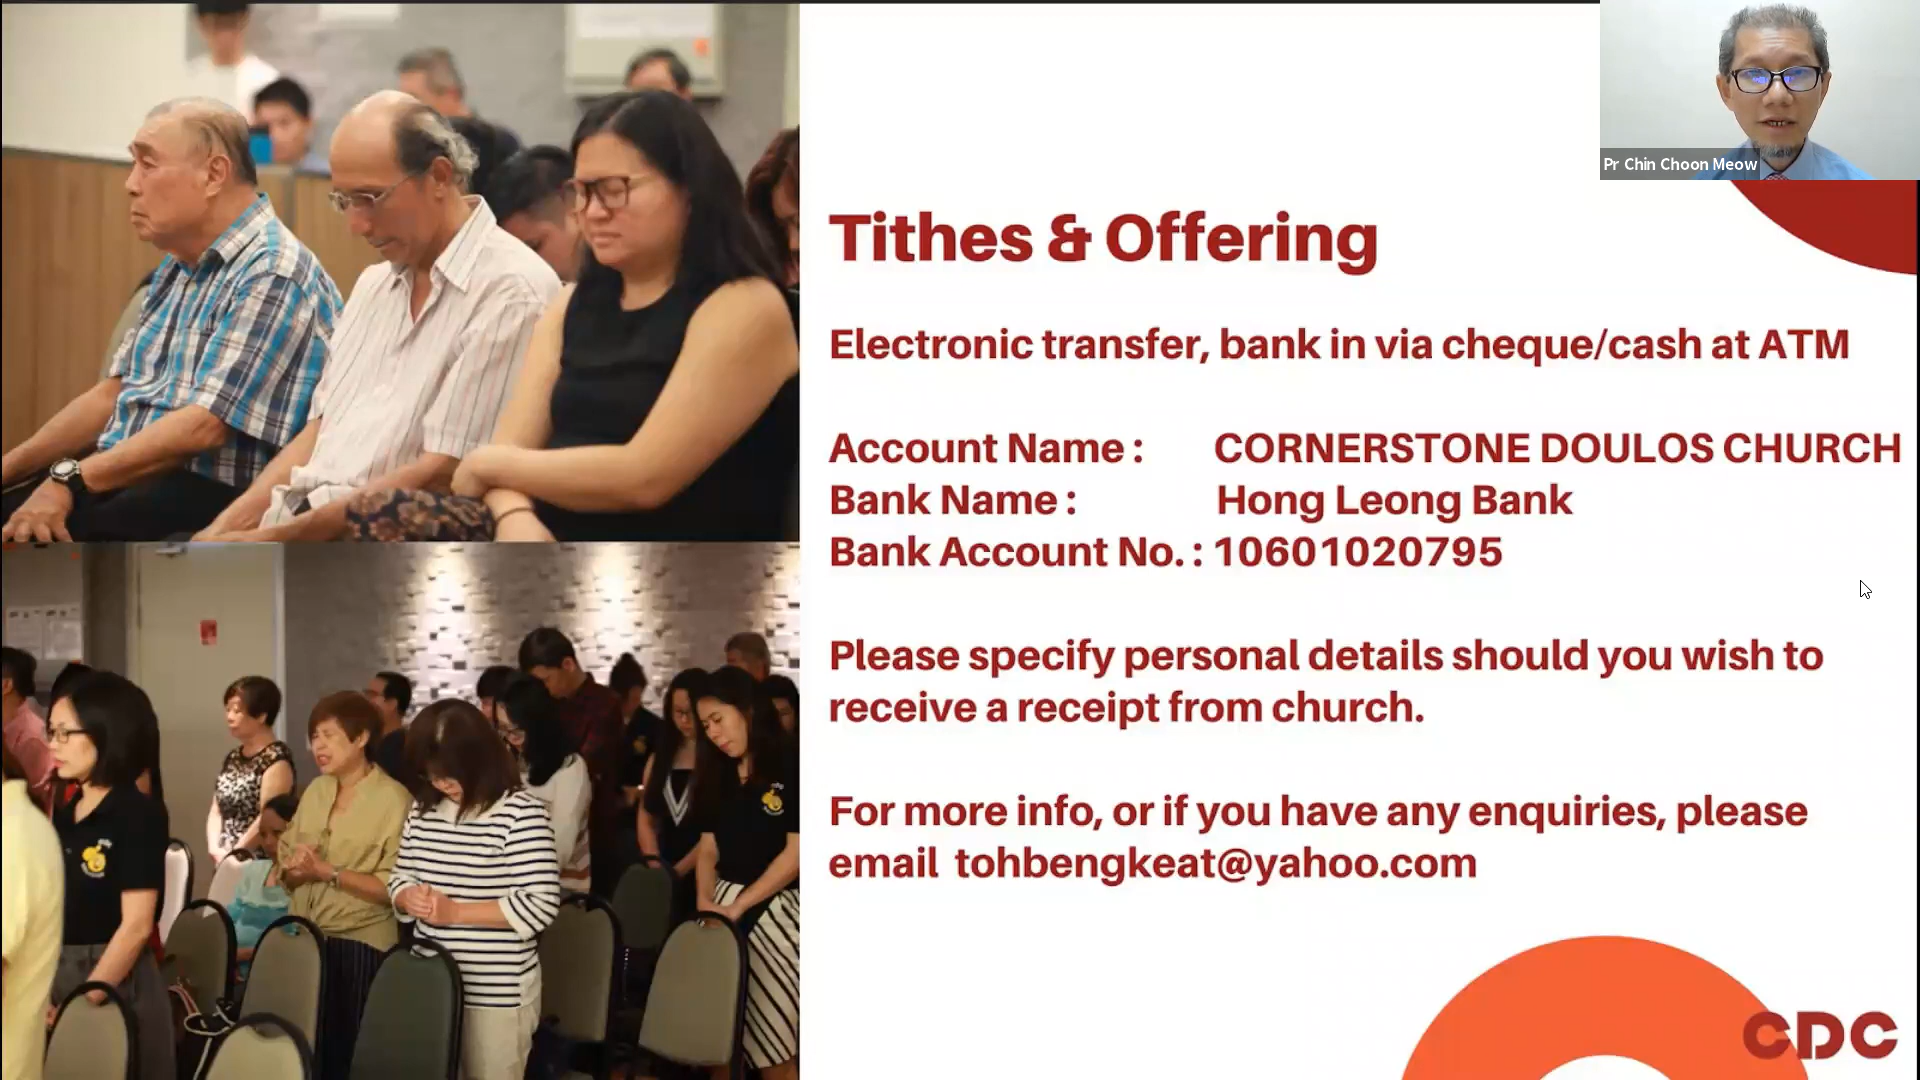 Pr Chin Choon Meow
Tithes & Offering
Electronic transfer, bank in via cheque/cash at ATM
Account Name : CORNERSTONE DOULOS CHURCH
Bank Name : Hong Leong Bank
Bank Account No. : 10601020795
Please specify personal details should you wish to
receive a receipt from church.
For more info, or if you have any enquiries, please
email tohbengkeat@yahoo.com
CDC